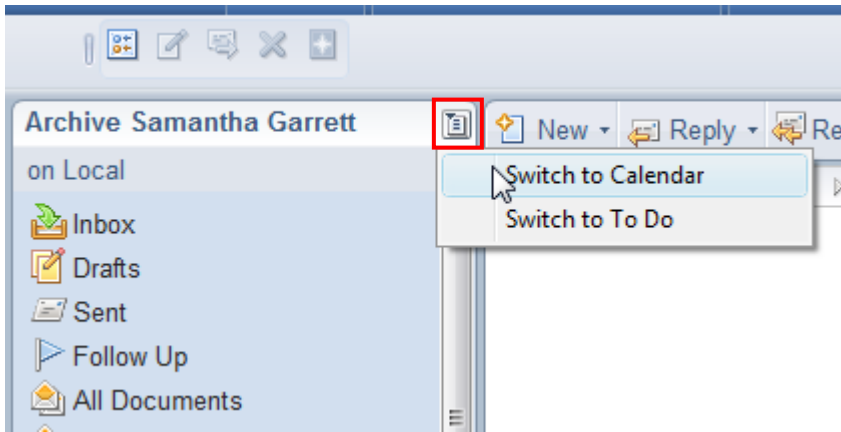 Archive Samantha Garrett
New
Reply
Re
on Local
Switch to Calendar
Switch to To Do
Inbox
Drafts
Sent
Follow Up
All Documents